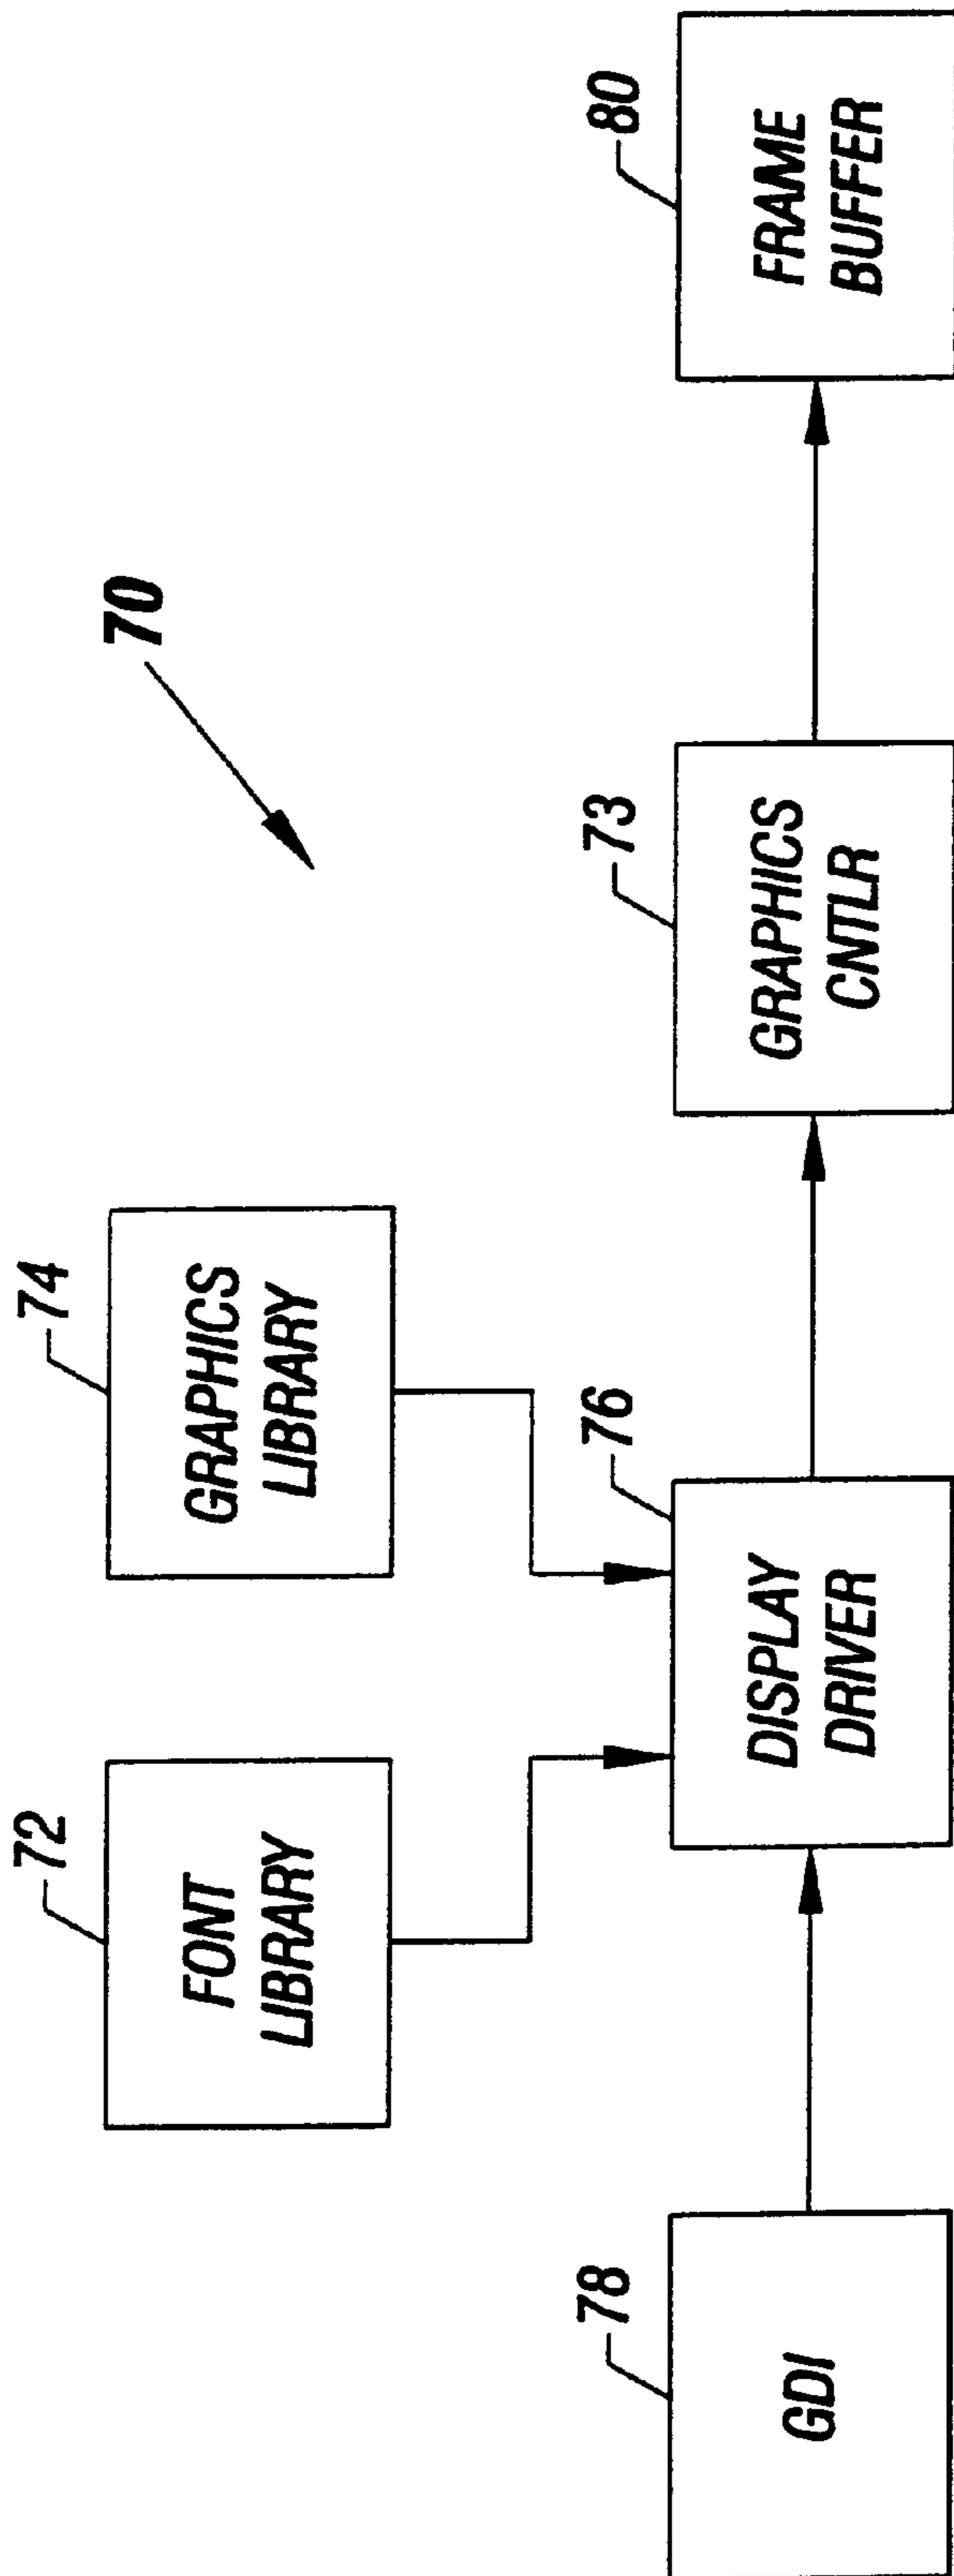 70
72
FONT
LIBRARY
74
GRAPHICS
LIBRARY
78
GDI
76
DISPLAY
DRIVER
73
GRAPHICS
CNTLR
80
FRAME
BUFFER